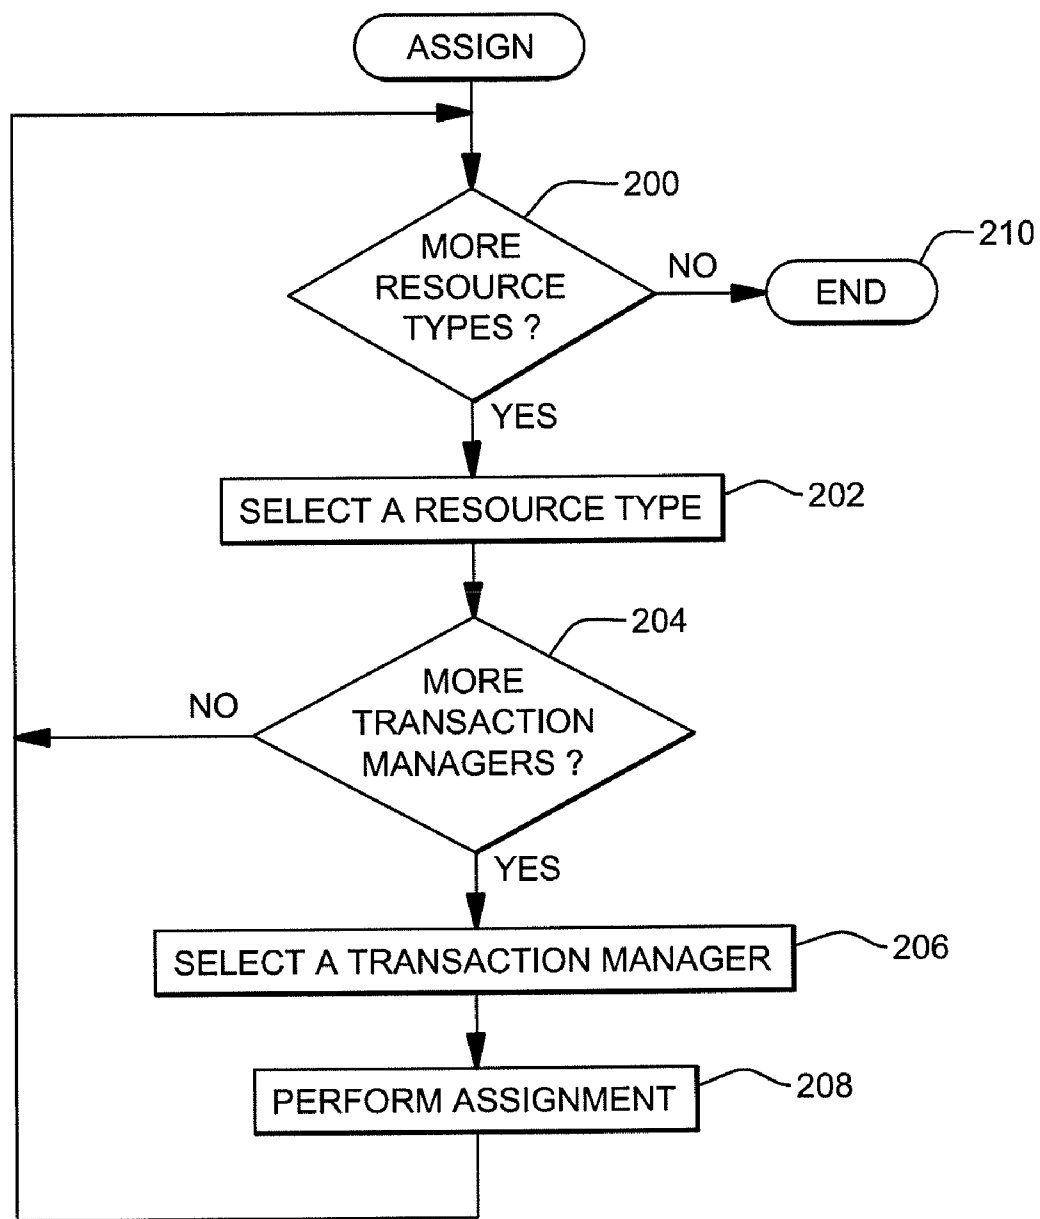 ASSIGN
200
MORE
RESOURCE
TYPES ?
NO
210
END
YES
SELECT A RESOURCE TYPE
202
204
MORE
TRANSACTION
MANAGERS ?
NO
YES
SELECT A TRANSACTION MANAGER
206
PERFORM ASSIGNMENT
208